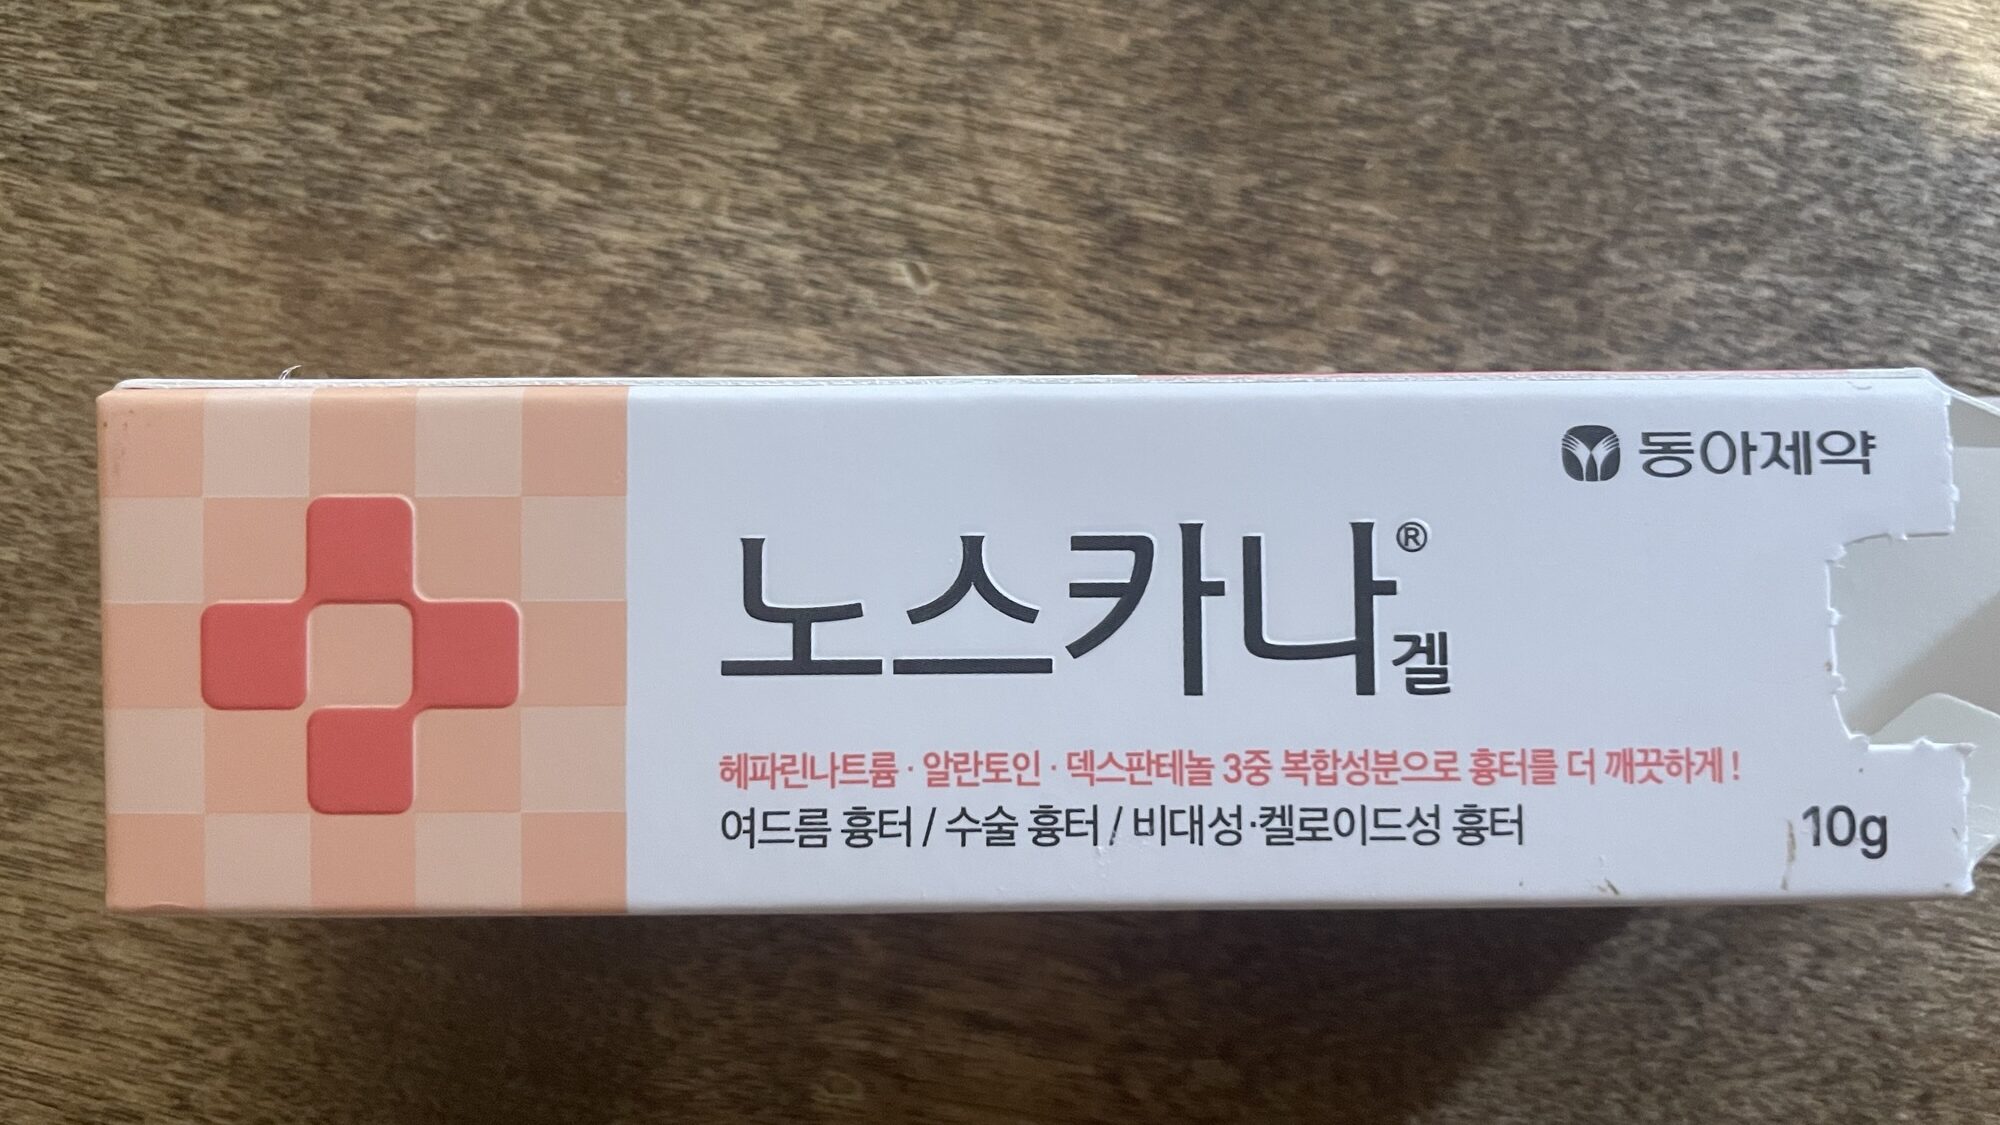 동아제약
노스카나®겔
헤파린나트륨 · 알란토인 · 덱스판테놀 3중 복합성분으로 흉터를 더 깨끗하게!
여드름 흉터 / 수술 흉터 / 비대성·켈로이드성 흉터
10g